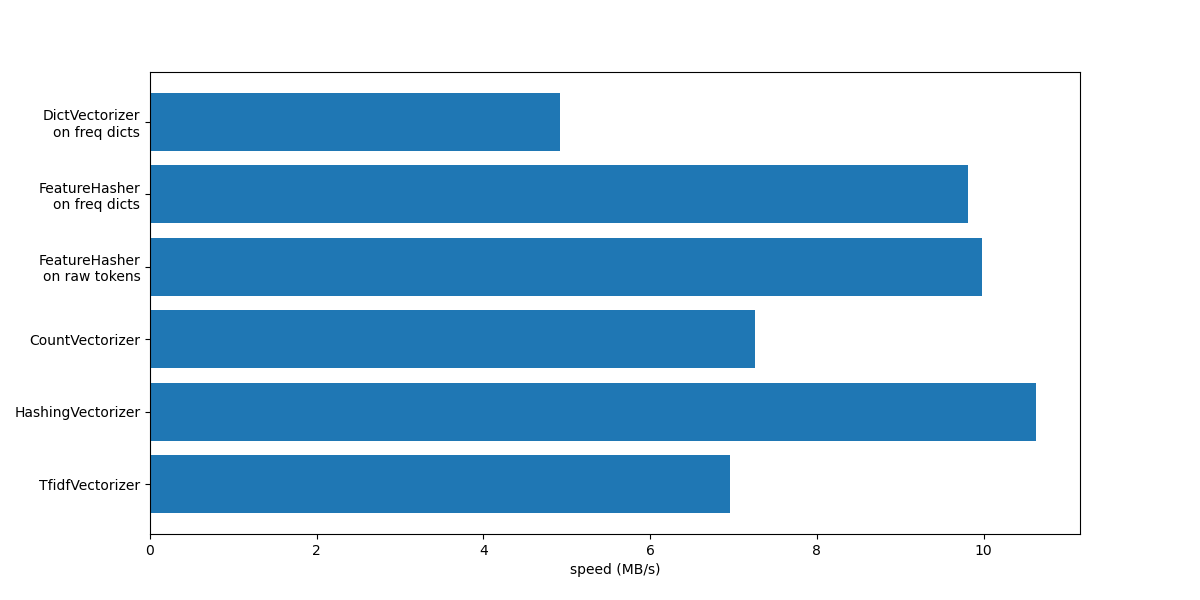 DictVectorizer
on freq dicts
FeatureHasher
on freq dicts
FeatureHasher
on raw tokens
CountVectorizer
HashingVectorizer
TfidfVectorizer
0 2 4 6 8 10
speed (MB/s)